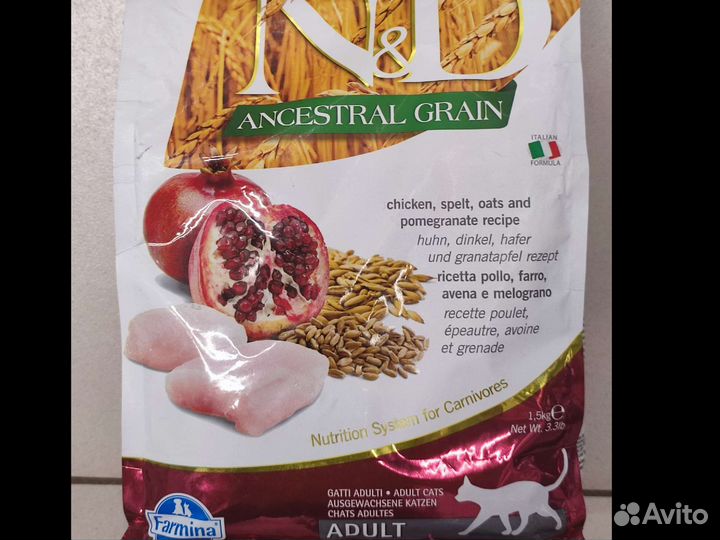 N&D
ANCESTRAL GRAIN
ITALIAN
FORMULA
chicken, spelt, oats and
pomegranate recipe
huhn, dinkel, hafer
und granatapfel rezept
ricetta pollo, farro,
avena e melograno
recette poulet,
épeautre, avoine
et grenade
Nutrition System for Carnivores
1,5kg℮
Net Wt. 3.3lb
GATTI ADULTI • ADULT CATS
AUSGEWACHSENE KATZEN
CHATS ADULTES
ADULT
Farmina
Avito